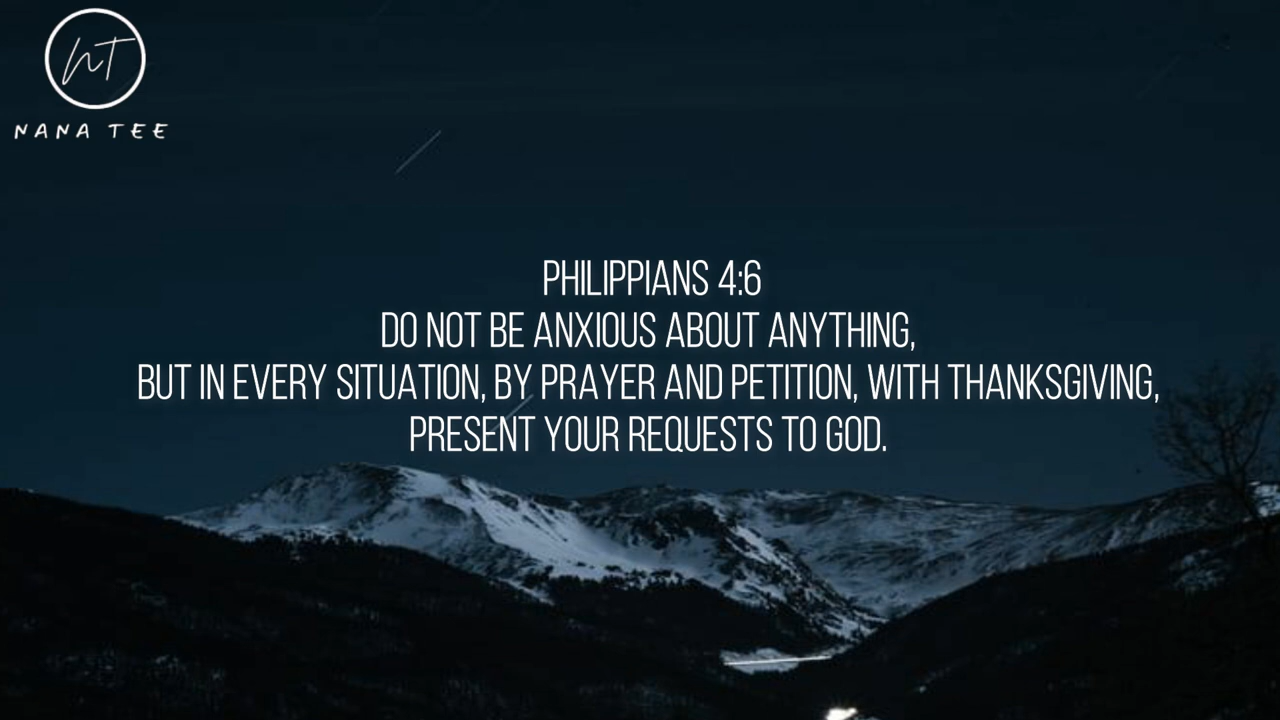 NT
NANA TEE
PHILIPPIANS 4:6
DO NOT BE ANXIOUS ABOUT ANYTHING,
BUT IN EVERY SITUATION, BY PRAYER AND PETITION, WITH THANKSGIVING,
PRESENT YOUR REQUESTS TO GOD.